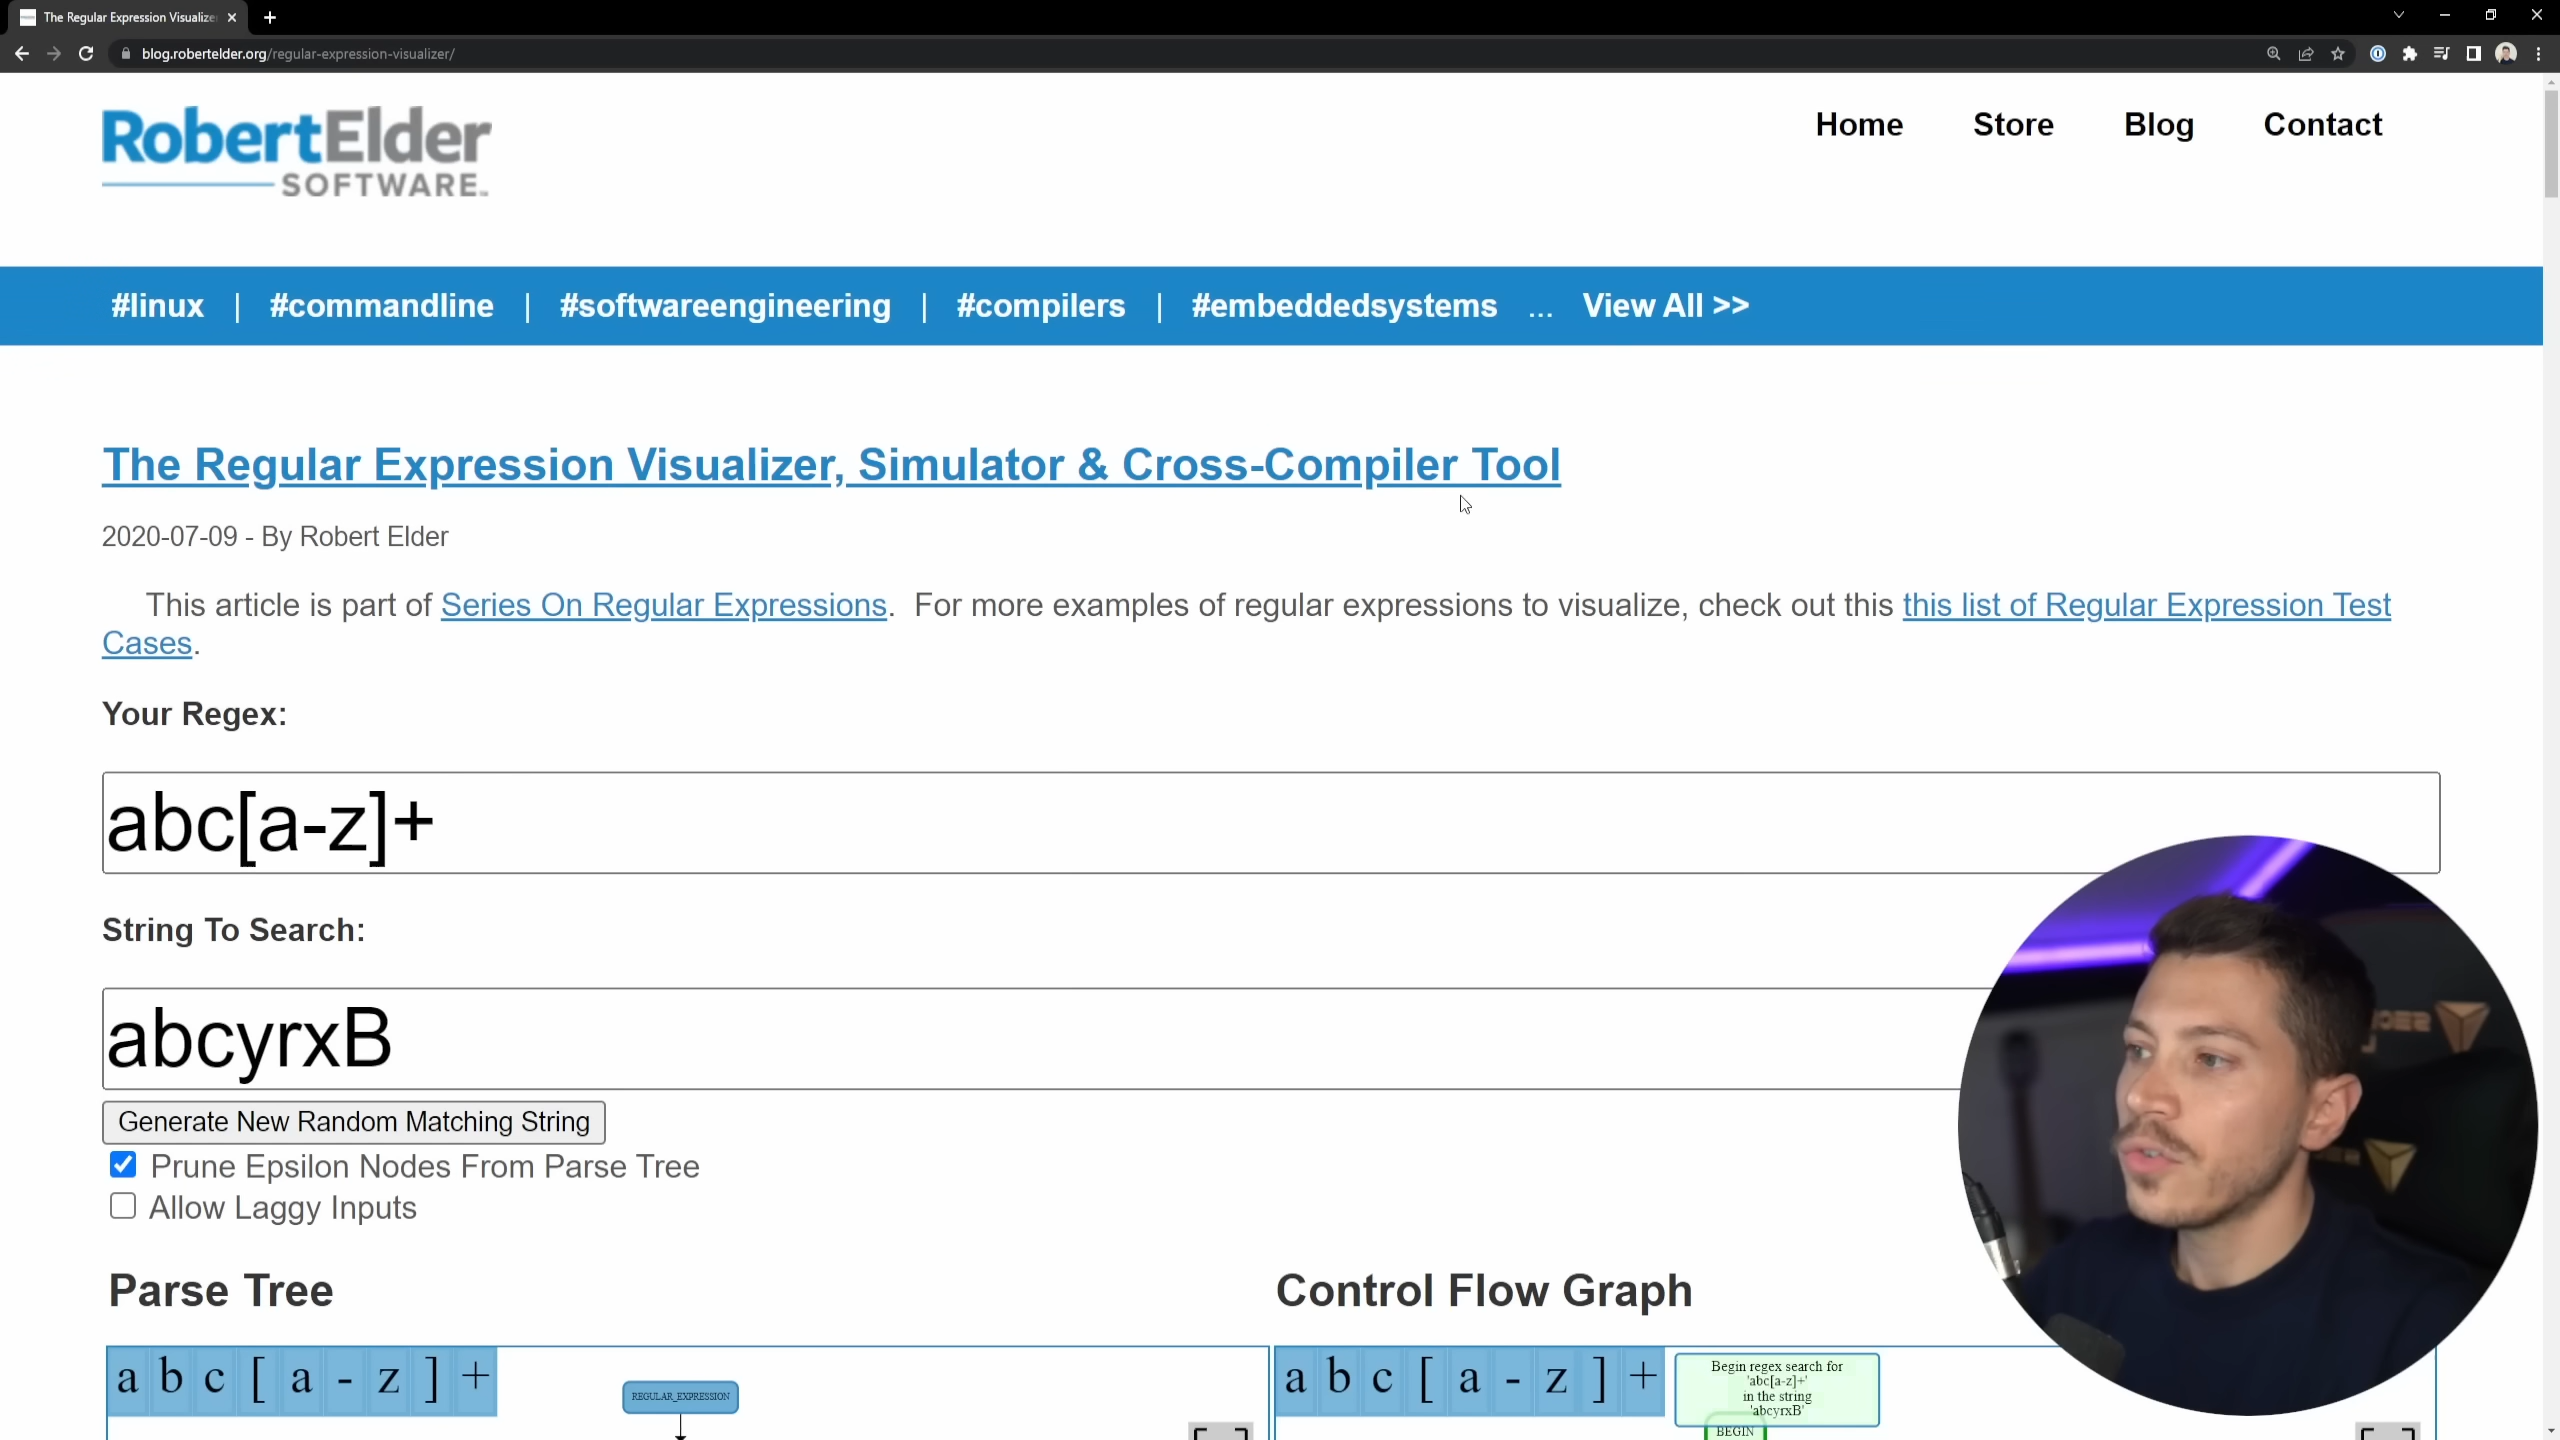 The Regular Expression Visualize
blog.robertelder.org/regular-expression-visualizer/
RobertElder
SOFTWARE
Home Store Blog Contact
#linux | #commandline | #softwareengineering | #compilers | #embeddedsystems ... View All >>
The Regular Expression Visualizer, Simulator & Cross-Compiler Tool
2020-07-09 - By Robert Elder
This article is part of Series On Regular Expressions. For more examples of regular expressions to visualize, check out this this list of Regular Expression Test
Cases.
Your Regex:
abc[a-z]+
String To Search:
abcyrxB
Generate New Random Matching String
Prune Epsilon Nodes From Parse Tree
Allow Laggy Inputs
Parse Tree
Control Flow Graph
a b c [ a - z ] +
REGULAR_EXPRESSION
a b c [ a - z ] +
Begin regex search for
'abc[a-z]+'
in the string
'abcyrxB'
BEGIN